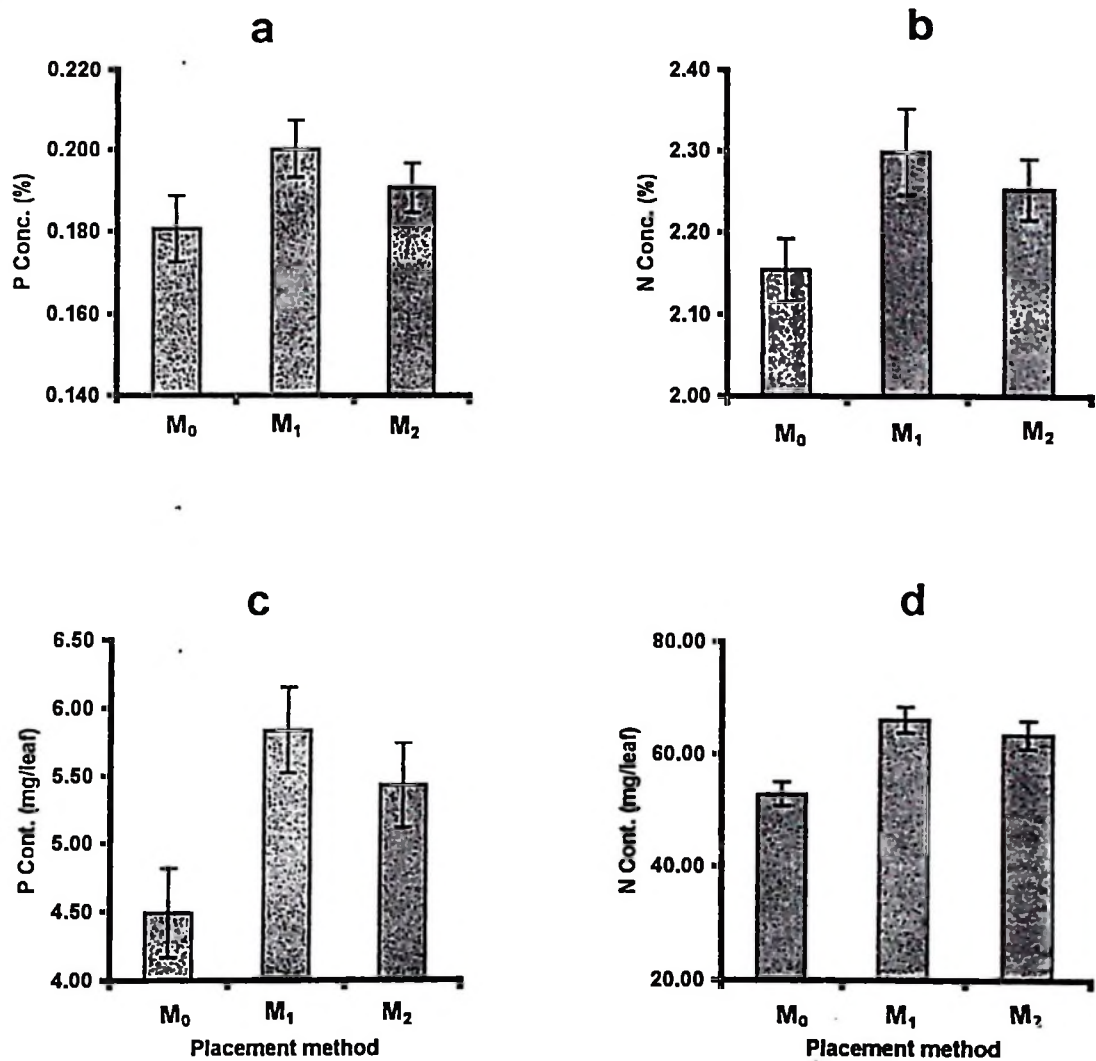 a
P Conc. (%)
0.220
0.200
0.180
0.160
0.140
M₀ M₁ M₂
b
N Conc. (%)
2.40
2.30
2.20
2.10
2.00
M₀ M₁ M₂
c
P Cont. (mg/leaf)
6.50
6.00
5.50
5.00
4.50
4.00
M₀ M₁ M₂
Placement method
d
N Cont. (mg/leaf)
80.00
60.00
40.00
20.00
M₀ M₁ M₂
Placement method